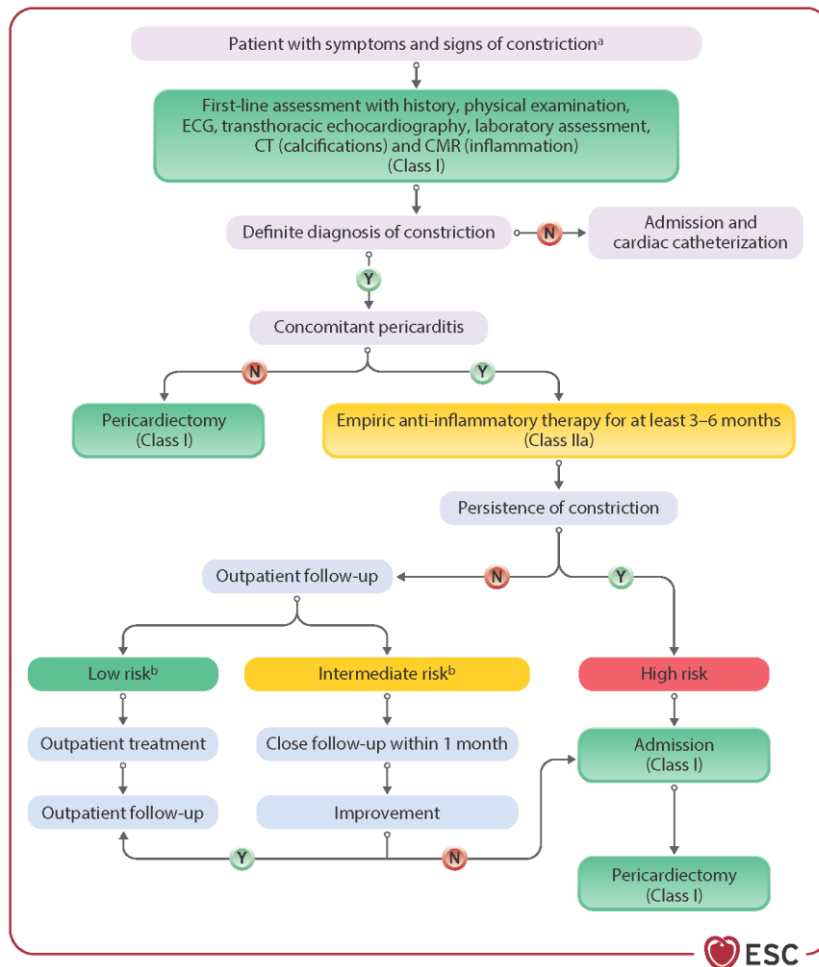 Patient with symptoms and signs of constrictionᵃ
First-line assessment with history, physical examination,
ECG, transthoracic echocardiography, laboratory assessment,
CT (calcifications) and CMR (inflammation)
(Class I)
Definite diagnosis of constriction
N
Admission and
cardiac catheterization
Y
Concomitant pericarditis
N
Y
Pericardiectomy
(Class I)
Empiric anti-inflammatory therapy for at least 3–6 months
(Class IIa)
Persistence of constriction
Outpatient follow-up
N
Y
Low riskᵇ
Intermediate riskᵇ
High risk
Outpatient treatment
Close follow-up within 1 month
Admission
(Class I)
Outpatient follow-up
Improvement
Y
N
Pericardiectomy
(Class I)
ESC